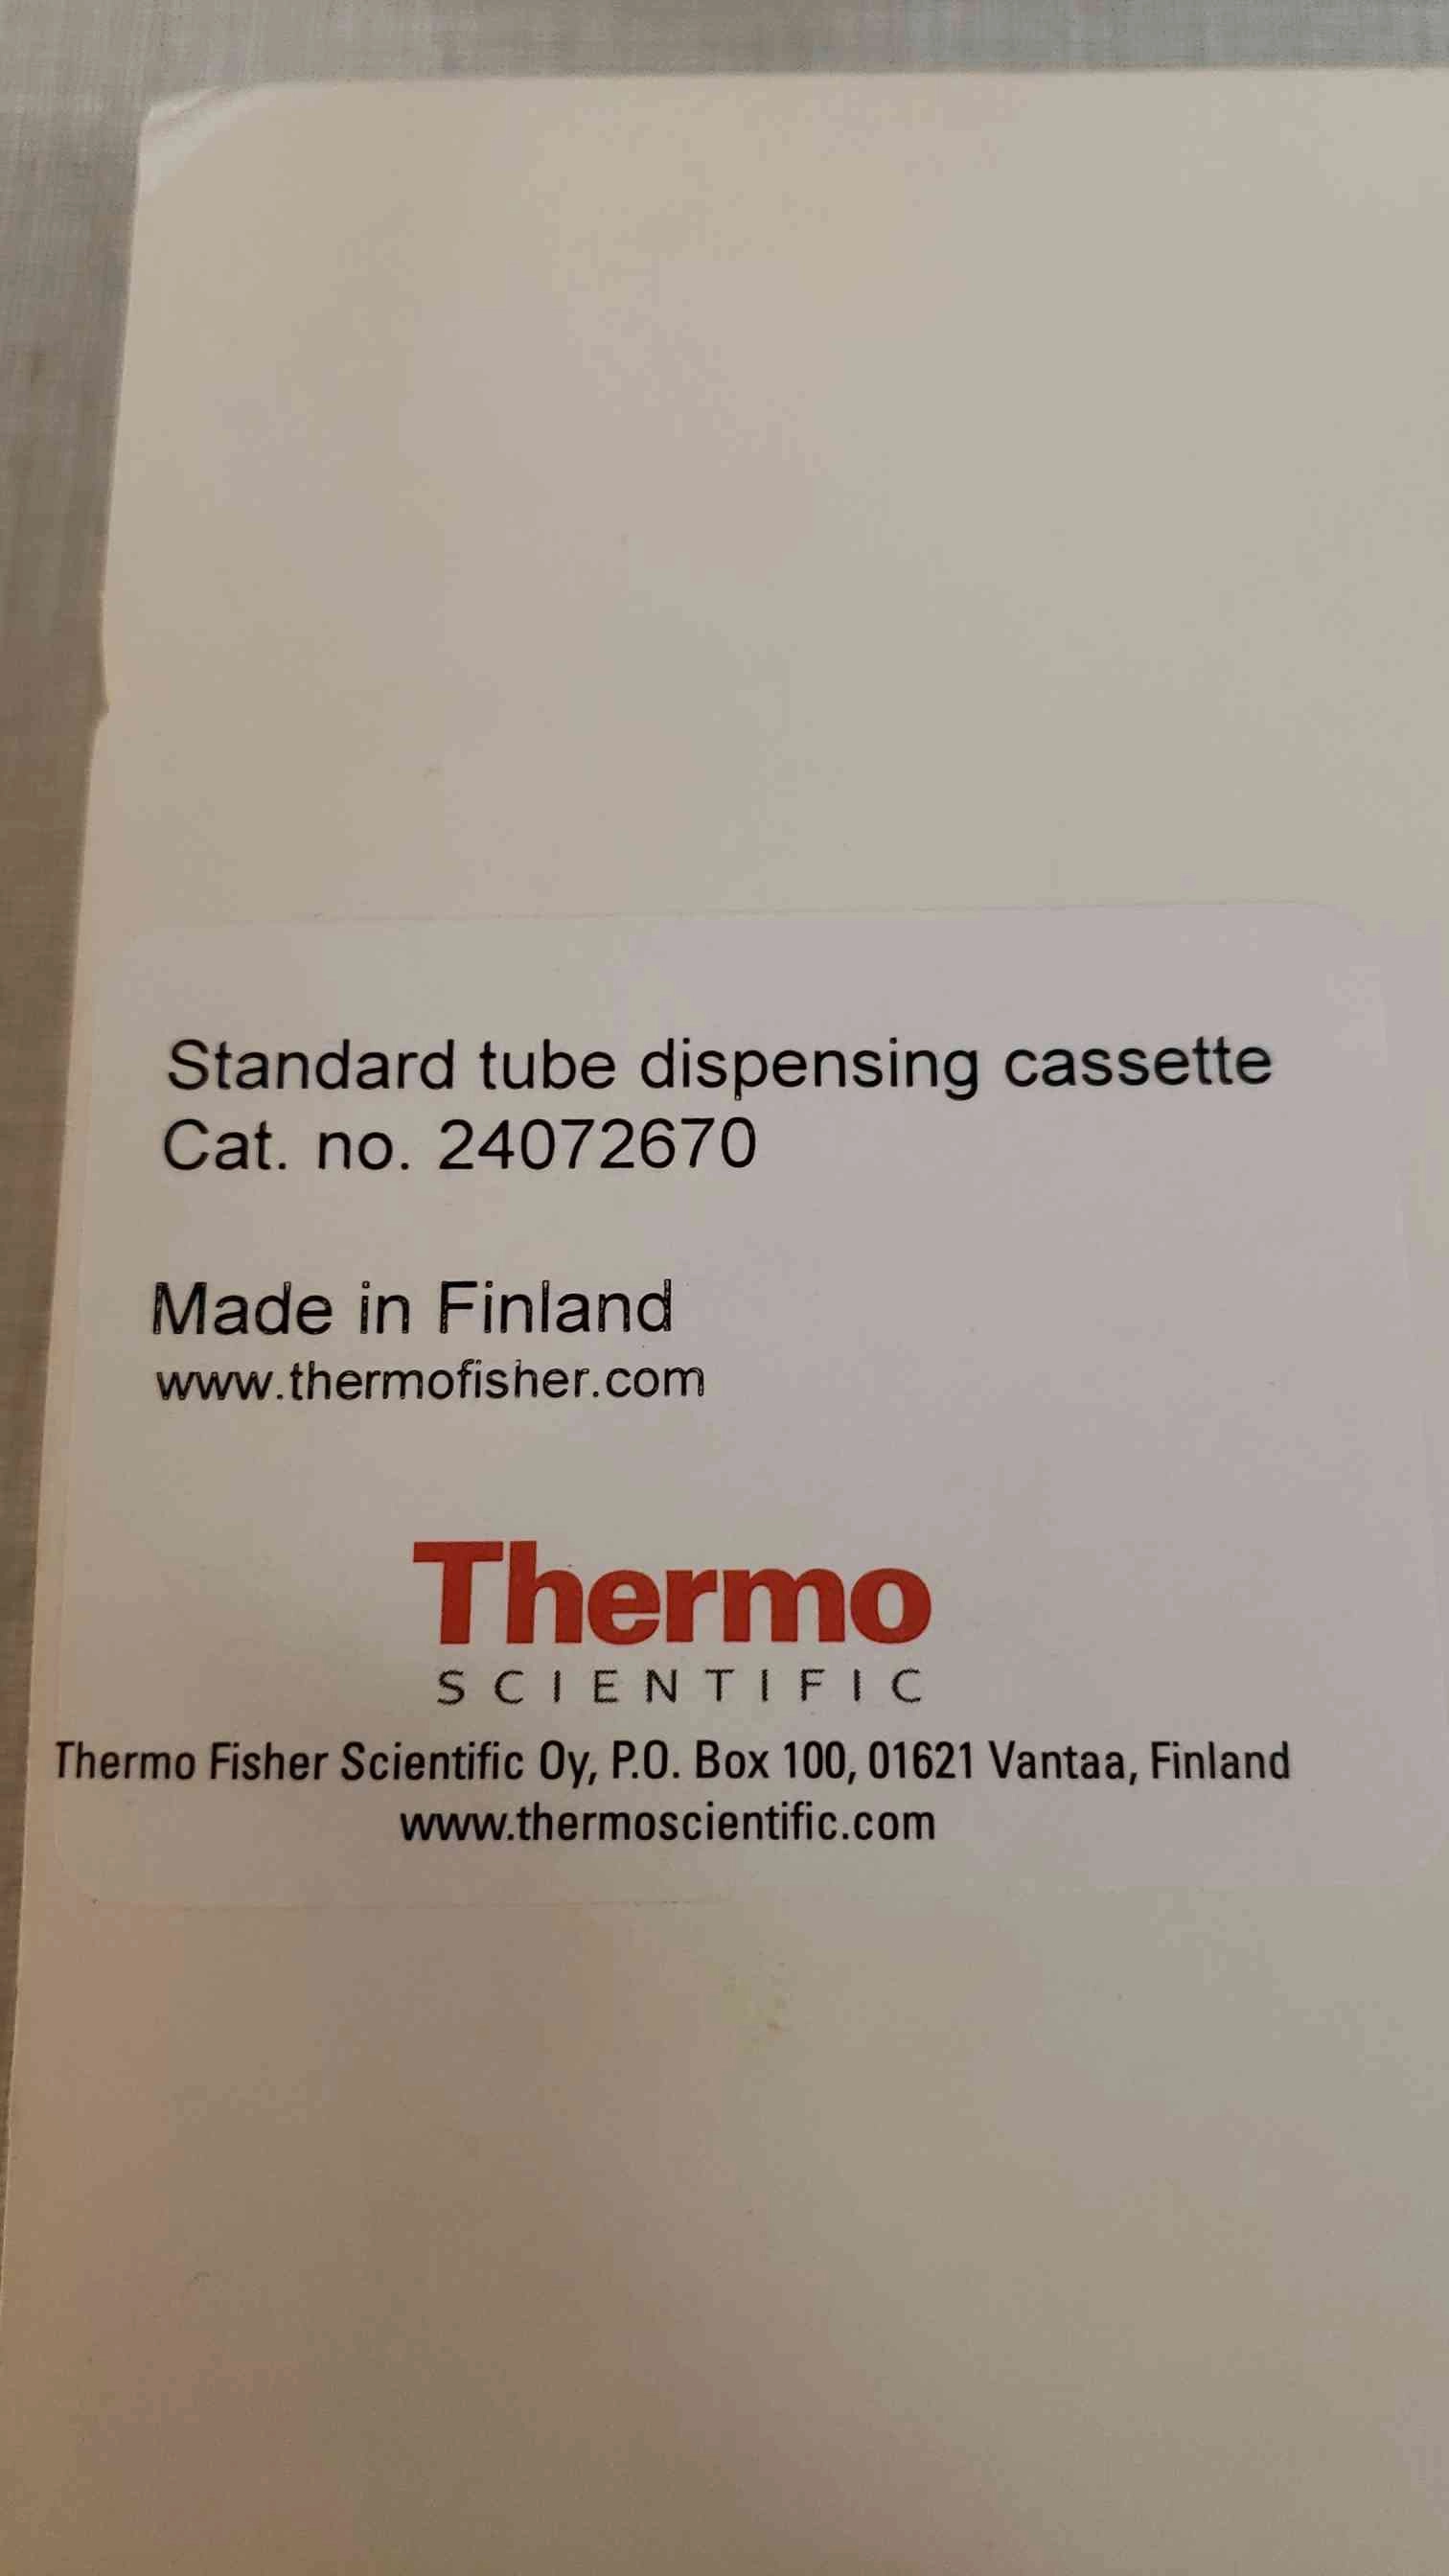 Standard tube dispensing cassette
Cat. no. 24072670
Made in Finland
www.thermofisher.com
Thermo
SCIENTIFIC
Thermo Fisher Scientific Oy, P.O. Box 100, 01621 Vantaa, Finland
www.thermoscientific.com